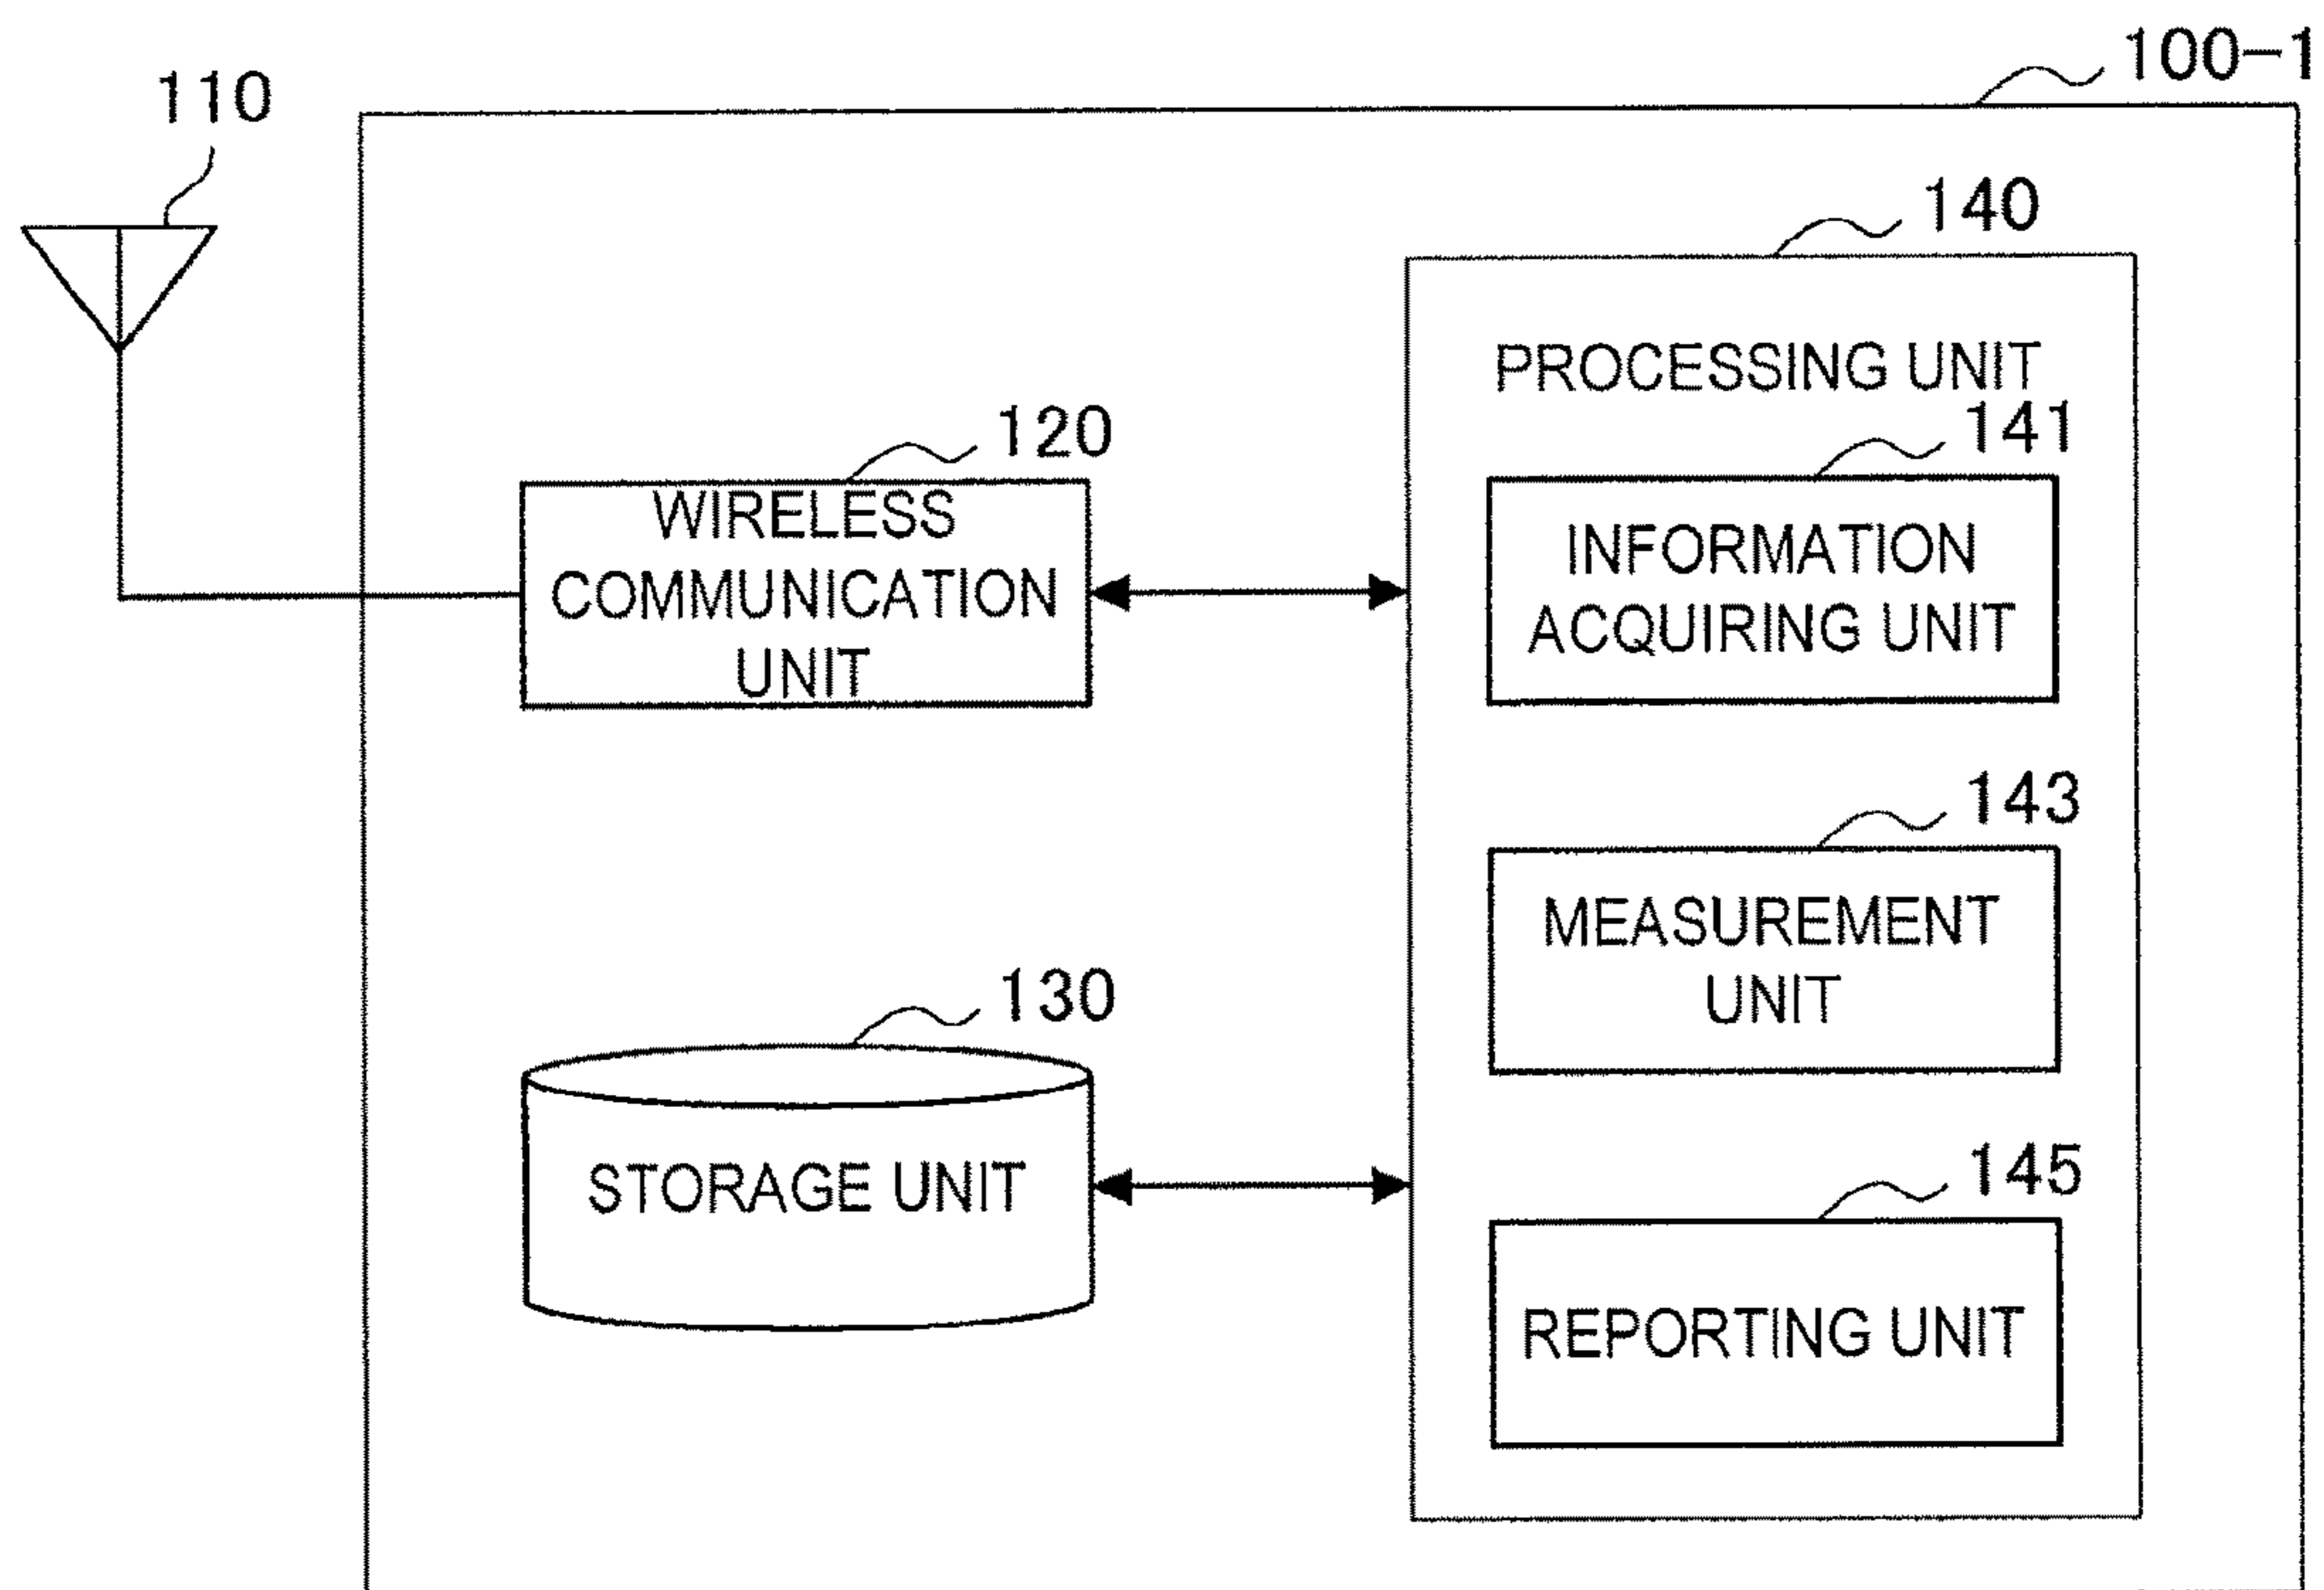 100-1
110
140
PROCESSING UNIT
120
141
WIRELESS
COMMUNICATION
UNIT
INFORMATION
ACQUIRING UNIT
143
MEASUREMENT
UNIT
130
STORAGE UNIT
145
REPORTING UNIT